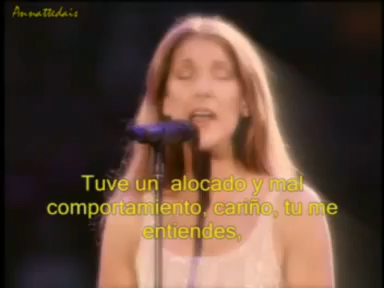 Annattedais
Tuve un alocado y mal
comportamiento, cariño, tu me
entiendes,